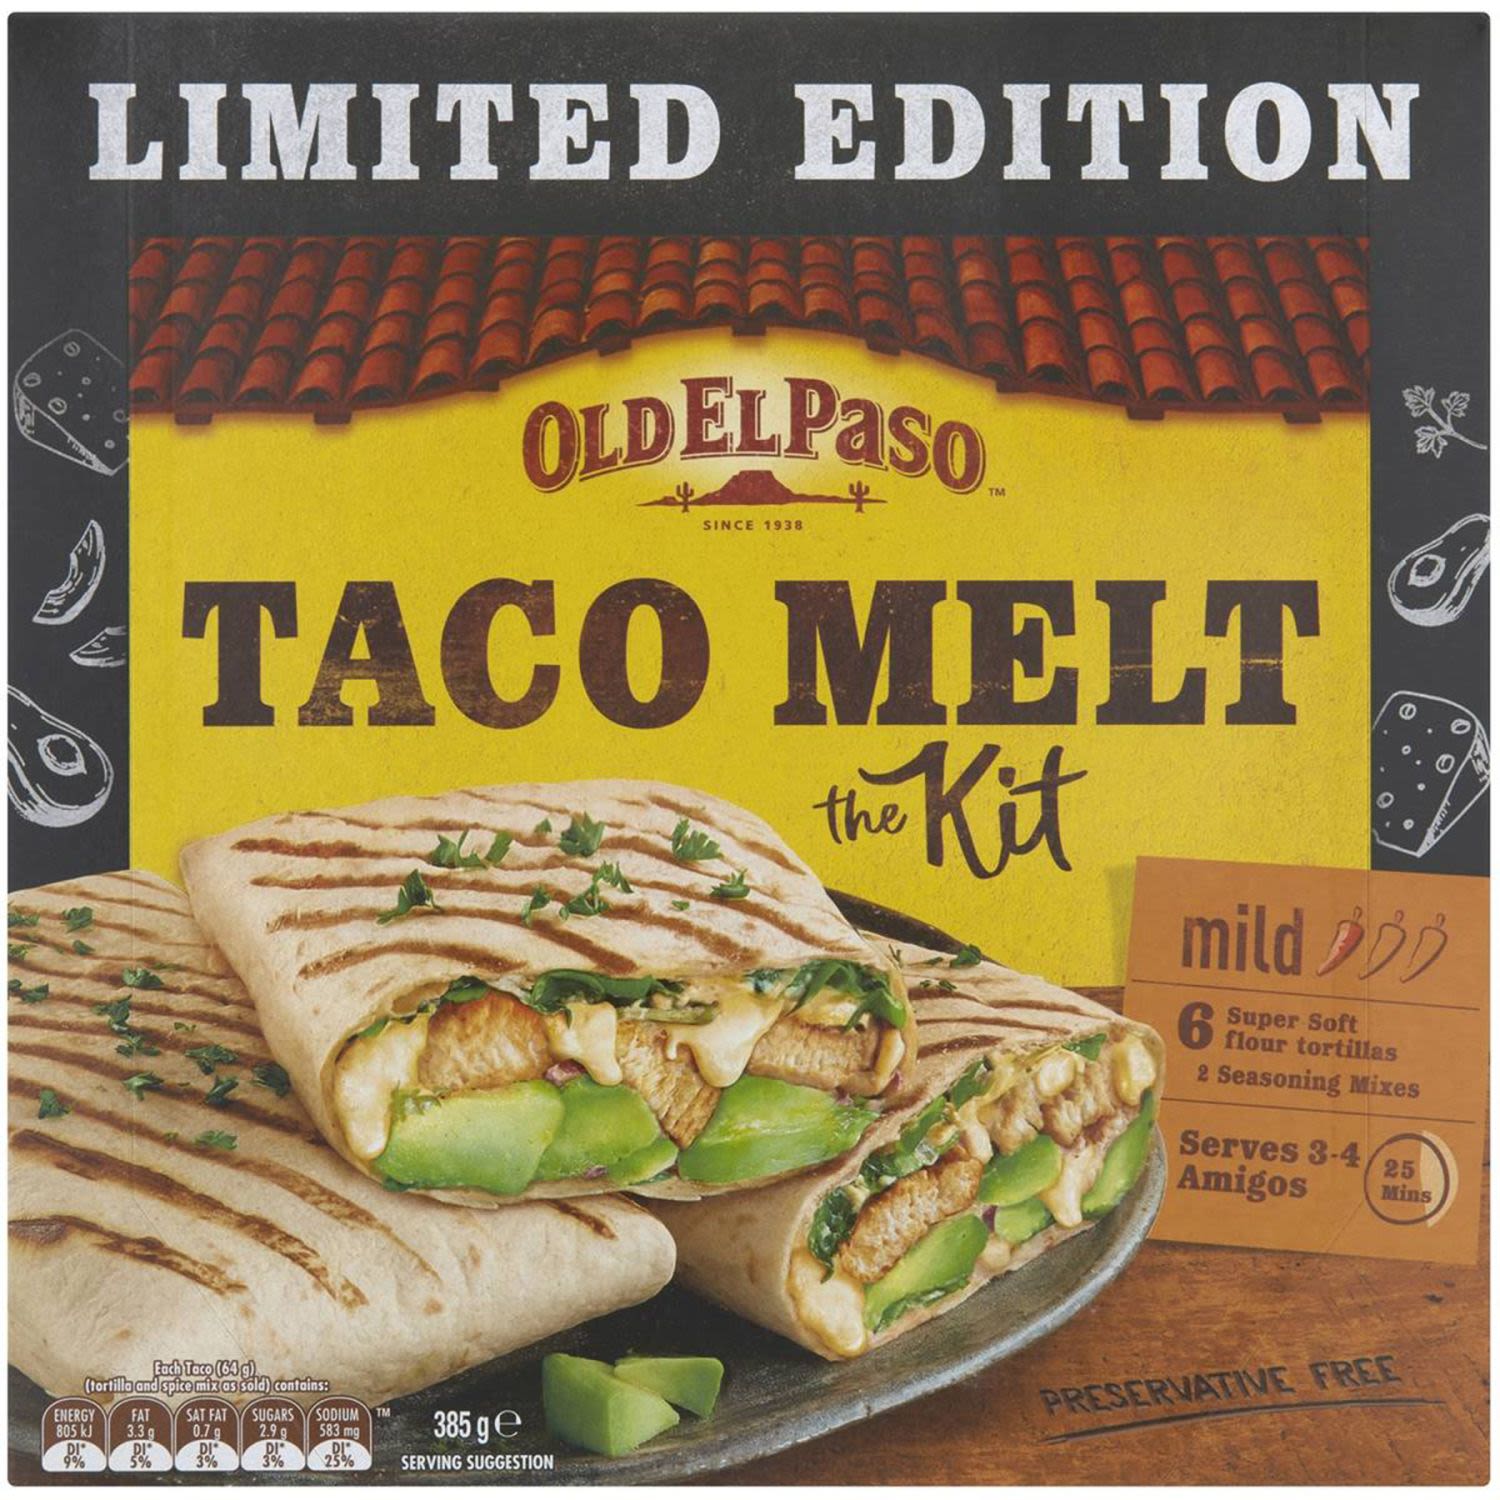 LIMITED EDITION
OLD EL PASO™
SINCE 1938
TACO MELT
the Kit
mild
6 Super Soft
flour tortillas
2 Seasoning Mixes
Serves 3-4
Amigos
25
Mins
PRESERVATIVE FREE
Each Taco (64 g)
(tortilla and spice mix as sold) contains:
ENERGY
805 kJ
DI*
9%
FAT
3.3 g
DI*
5%
SAT FAT
0.7 g
DI*
3%
SUGARS
2.9 g
DI*
3%
SODIUM
583 mg
DI*
25%
™
385 g ℮
SERVING SUGGESTION